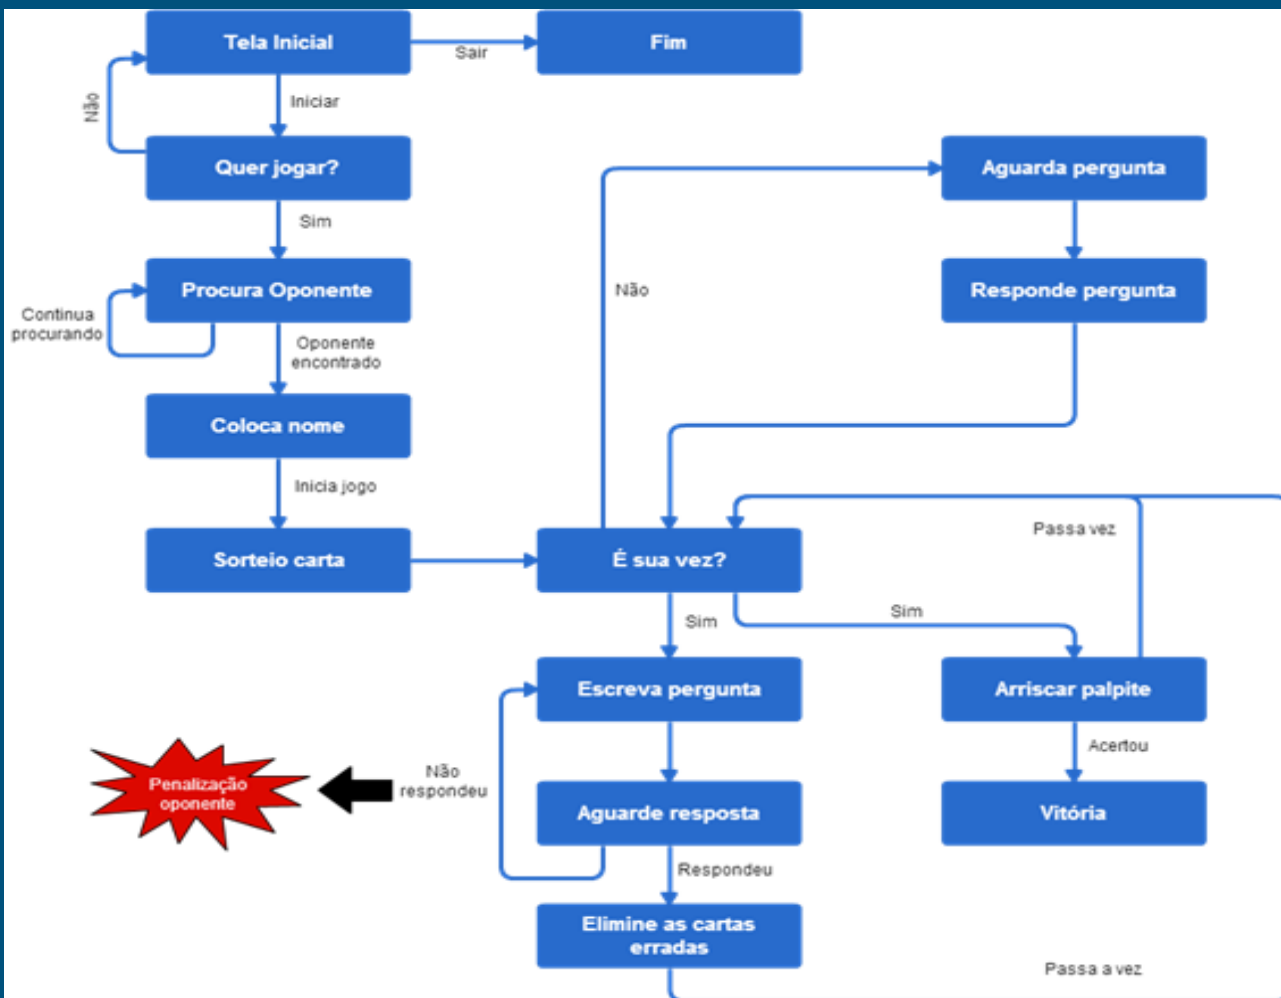 Tela Inicial
Sair
Fim
Não
Iniciar
Quer jogar?
Aguarda pergunta
Sim
Procura Oponente
Não
Responde pergunta
Continua
procurando
Oponente
encontrado
Coloca nome
Inicia jogo
Passa vez
Sorteio carta
É sua vez?
Sim
Sim
Escreva pergunta
Arriscar palpite
Acertou
Penalização
oponente
Não
respondeu
Aguarde resposta
Vitória
Respondeu
Elimine as cartas
erradas
Passa a vez